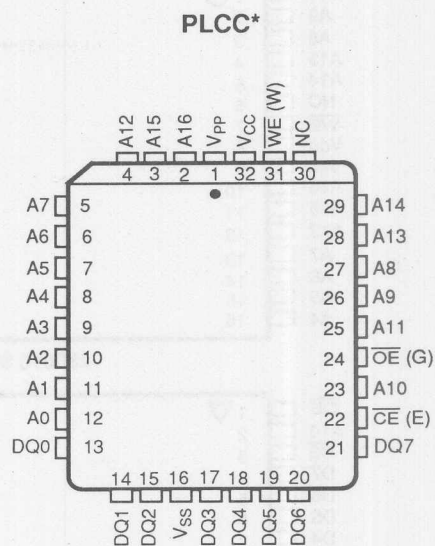 PLCC*
A12 A15 A16 VPP VCC W̅E̅ (W) NC
4 3 2 1 32 31 30
A7 5 29 A14
A6 6 28 A13
A5 7 27 A8
A4 8 26 A9
A3 9 25 A11
A2 10 24 O̅E̅ (G)
A1 11 23 A10
A0 12 22 C̅E̅ (E)
DQ0 13 21 DQ7
14 15 16 17 18 19 20
DQ1 DQ2 VSS DQ3 DQ4 DQ5 DQ6